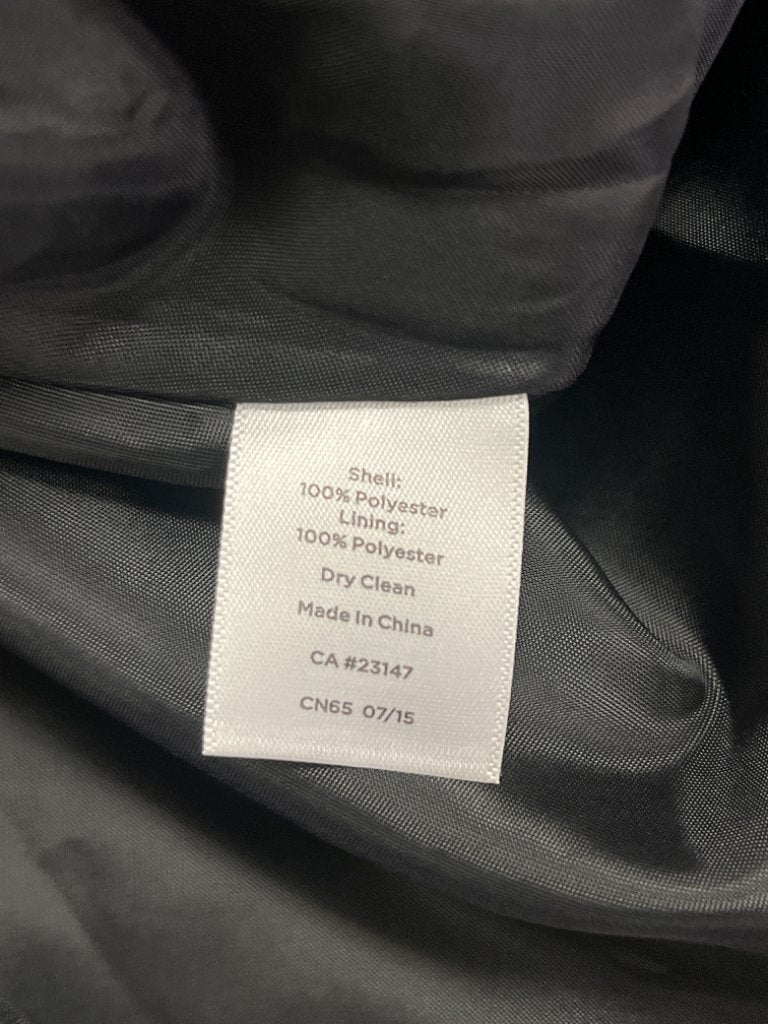 Shell:
100% Polyester
Lining:
100% Polyester
Dry Clean
Made In China
CA #23147
CN65 07/15